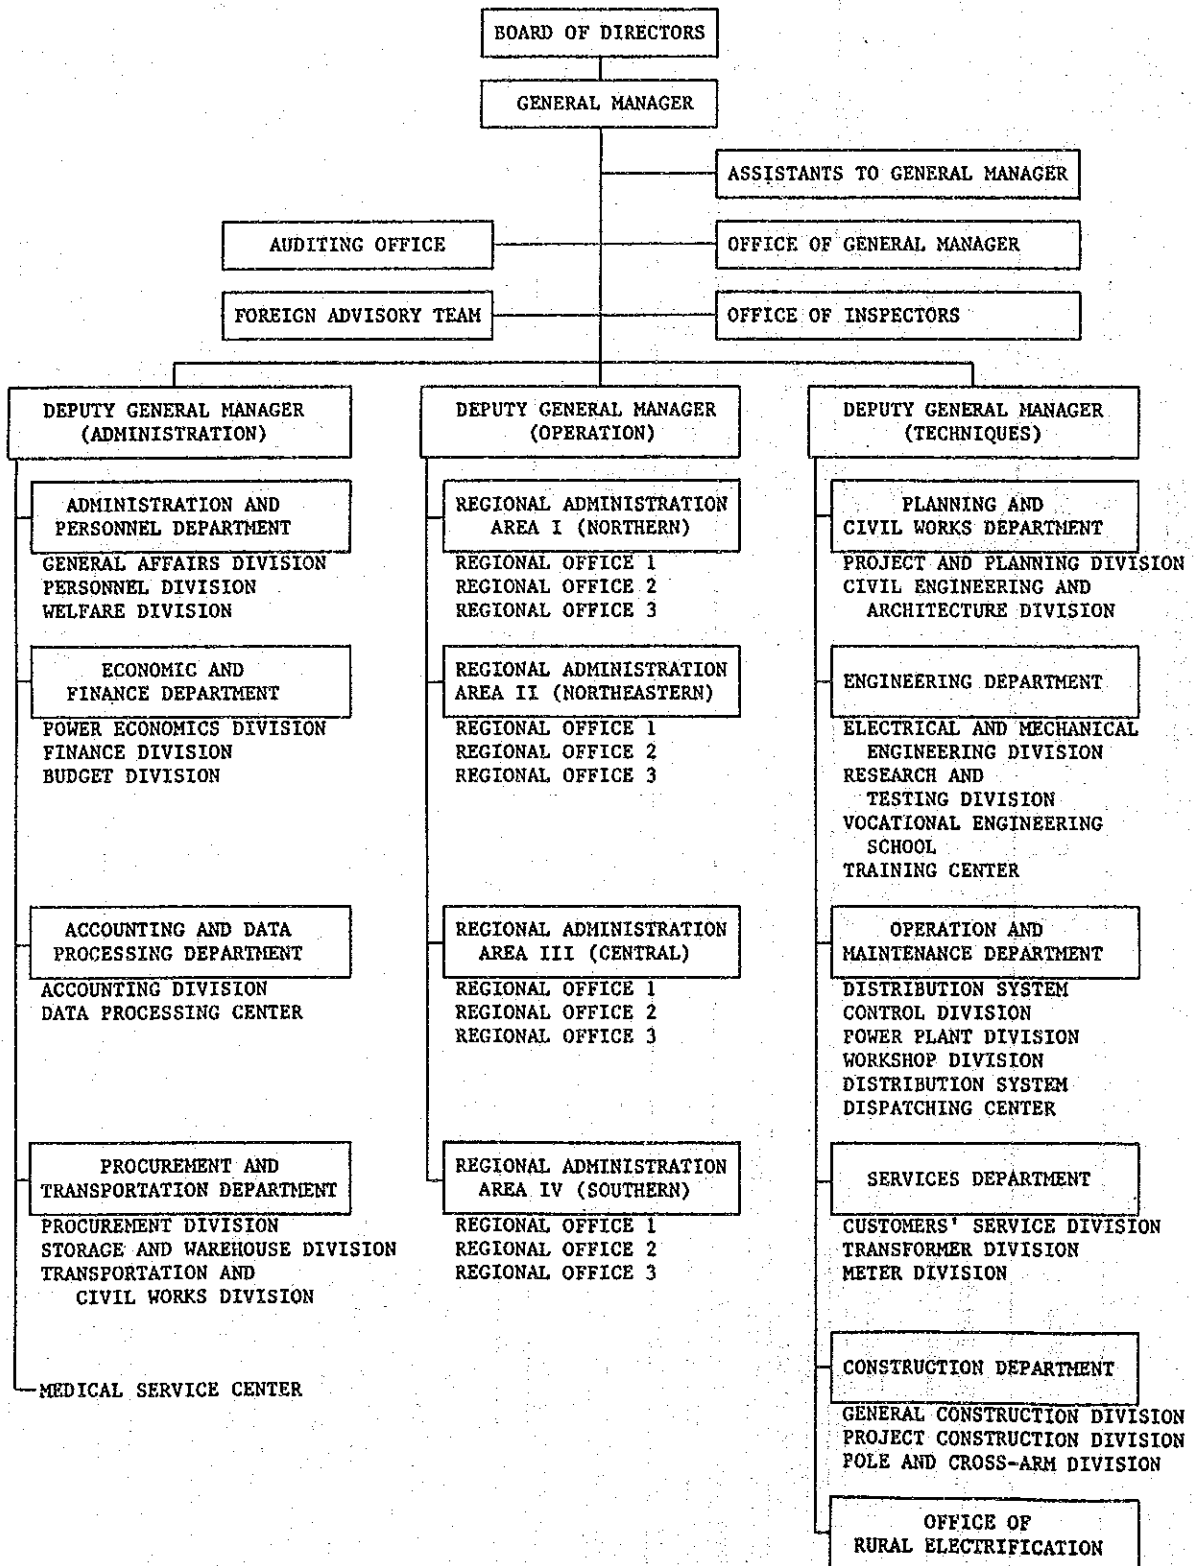 BOARD OF DIRECTORS
GENERAL MANAGER
ASSISTANTS TO GENERAL MANAGER
AUDITING OFFICE
OFFICE OF GENERAL MANAGER
FOREIGN ADVISORY TEAM
OFFICE OF INSPECTORS
DEPUTY GENERAL MANAGER
(ADMINISTRATION)
ADMINISTRATION AND
PERSONNEL DEPARTMENT
GENERAL AFFAIRS DIVISION
PERSONNEL DIVISION
WELFARE DIVISION
ECONOMIC AND
FINANCE DEPARTMENT
POWER ECONOMICS DIVISION
FINANCE DIVISION
BUDGET DIVISION
ACCOUNTING AND DATA
PROCESSING DEPARTMENT
ACCOUNTING DIVISION
DATA PROCESSING CENTER
PROCUREMENT AND
TRANSPORTATION DEPARTMENT
PROCUREMENT DIVISION
STORAGE AND WAREHOUSE DIVISION
TRANSPORTATION AND
CIVIL WORKS DIVISION
MEDICAL SERVICE CENTER
DEPUTY GENERAL MANAGER
(OPERATION)
REGIONAL ADMINISTRATION
AREA I (NORTHERN)
REGIONAL OFFICE 1
REGIONAL OFFICE 2
REGIONAL OFFICE 3
REGIONAL ADMINISTRATION
AREA II (NORTHEASTERN)
REGIONAL OFFICE 1
REGIONAL OFFICE 2
REGIONAL OFFICE 3
REGIONAL ADMINISTRATION
AREA III (CENTRAL)
REGIONAL OFFICE 1
REGIONAL OFFICE 2
REGIONAL OFFICE 3
REGIONAL ADMINISTRATION
AREA IV (SOUTHERN)
REGIONAL OFFICE 1
REGIONAL OFFICE 2
REGIONAL OFFICE 3
DEPUTY GENERAL MANAGER
(TECHNIQUES)
PLANNING AND
CIVIL WORKS DEPARTMENT
PROJECT AND PLANNING DIVISION
CIVIL ENGINEERING AND
ARCHITECTURE DIVISION
ENGINEERING DEPARTMENT
ELECTRICAL AND MECHANICAL
ENGINEERING DIVISION
RESEARCH AND
TESTING DIVISION
VOCATIONAL ENGINEERING
SCHOOL
TRAINING CENTER
OPERATION AND
MAINTENANCE DEPARTMENT
DISTRIBUTION SYSTEM
CONTROL DIVISION
POWER PLANT DIVISION
WORKSHOP DIVISION
DISTRIBUTION SYSTEM
DISPATCHING CENTER
SERVICES DEPARTMENT
CUSTOMERS' SERVICE DIVISION
TRANSFORMER DIVISION
METER DIVISION
CONSTRUCTION DEPARTMENT
GENERAL CONSTRUCTION DIVISION
PROJECT CONSTRUCTION DIVISION
POLE AND CROSS-ARM DIVISION
OFFICE OF
RURAL ELECTRIFICATION